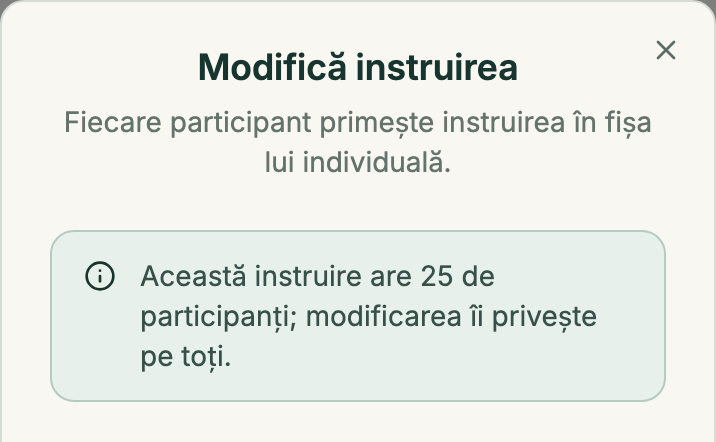 Modifică instruirea
Fiecare participant primește instruirea în fișa
lui individuală.
Această instruire are 25 de
participanți; modificarea îi privește
pe toți.